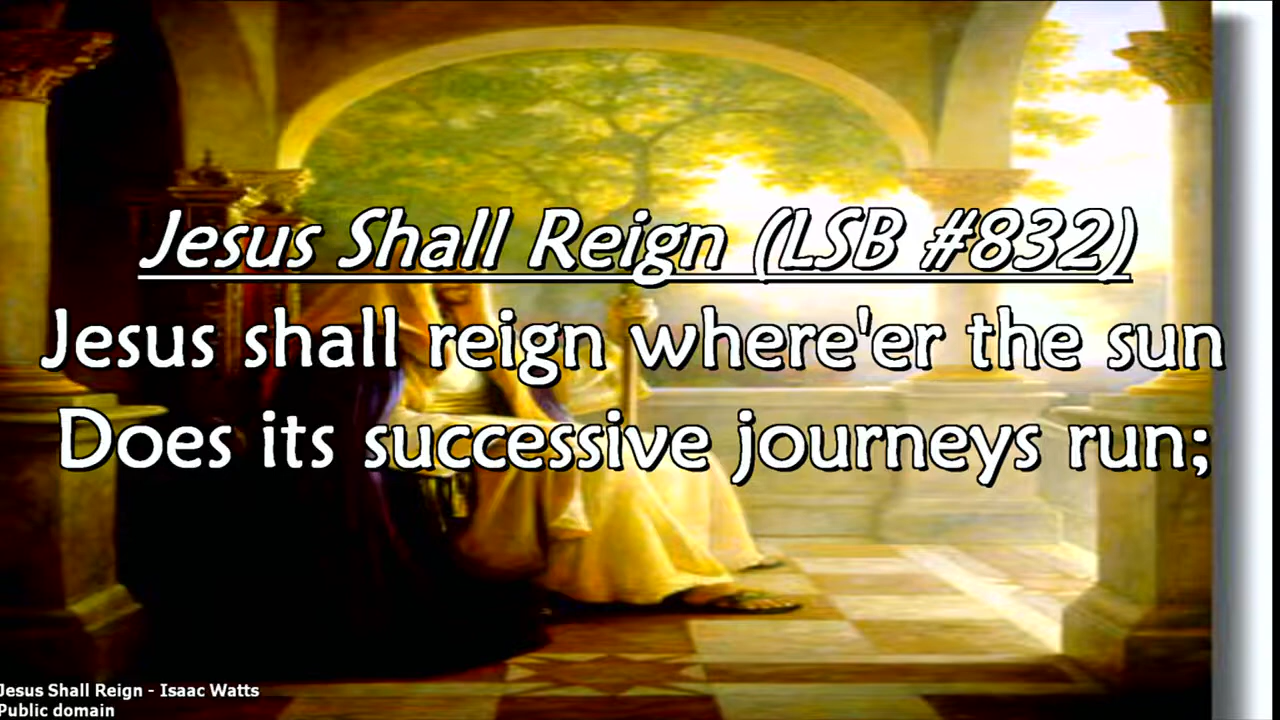 Jesus Shall Reign (LSB #832)
Jesus shall reign where'er the sun
Does its successive journeys run;
Jesus Shall Reign - Isaac Watts
Public domain